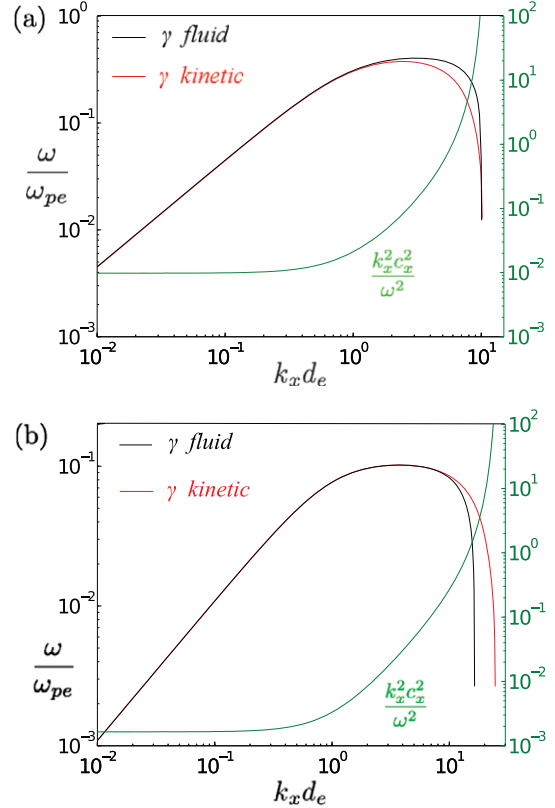 (a)
10^0
10^-1
10^-2
10^-3
ω/ω_pe
γ fluid
γ kinetic
k_x^2 c_x^2/ω^2
10^2
10^1
10^0
10^-1
10^-2
10^-3
10^-2 10^-1 10^0 10^1
k_x d_e
(b)
10^-1
10^-2
10^-3
ω/ω_pe
γ fluid
γ kinetic
k_x^2 c_x^2/ω^2
10^2
10^1
10^0
10^-1
10^-2
10^-3
10^-2 10^-1 10^0 10^1
k_x d_e